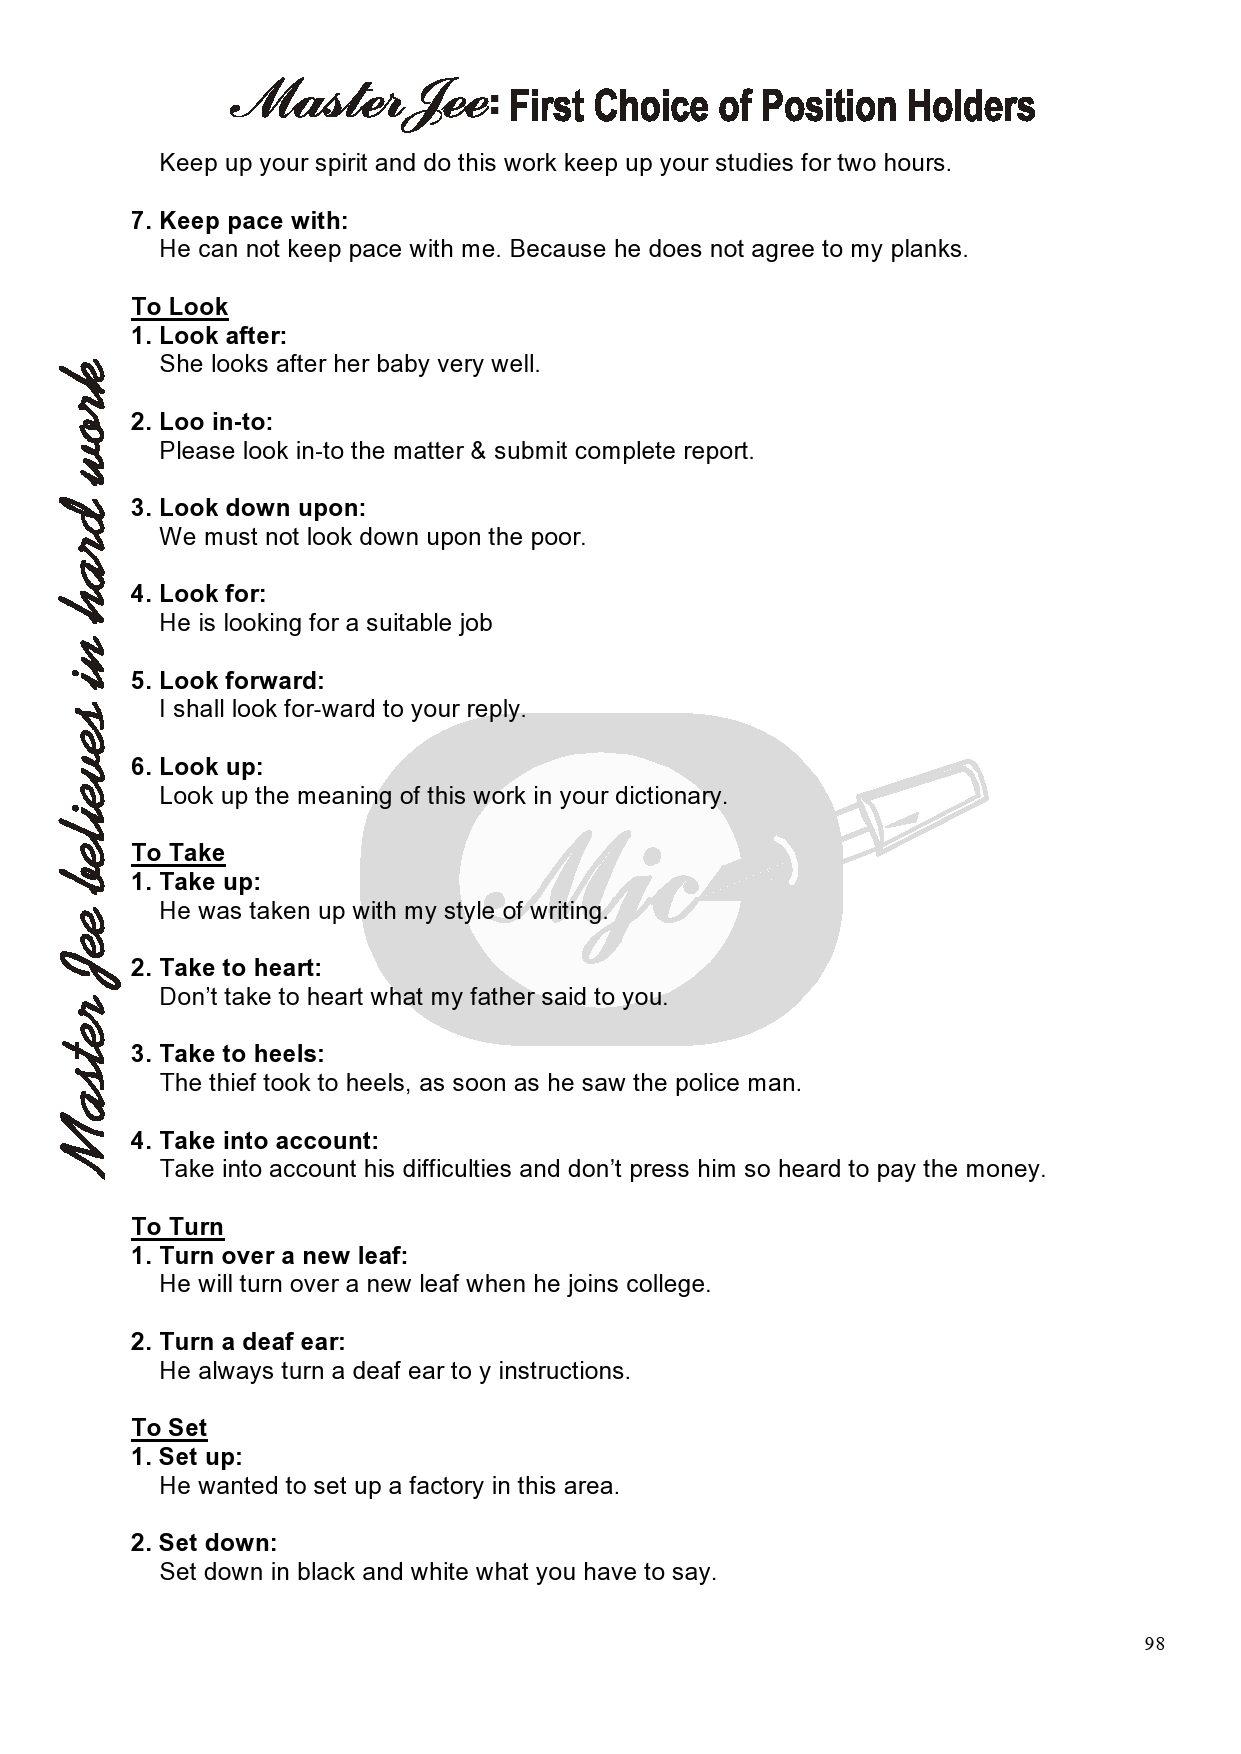 Master Jee: First Choice of Position Holders
Keep up your spirit and do this work keep up your studies for two hours.
7. Keep pace with:
He can not keep pace with me. Because he does not agree to my planks.
To Look
1. Look after:
She looks after her baby very well.
2. Loo in-to:
Please look in-to the matter & submit complete report.
3. Look down upon:
We must not look down upon the poor.
4. Look for:
He is looking for a suitable job
5. Look forward:
I shall look for-ward to your reply.
6. Look up:
Look up the meaning of this work in your dictionary.
To Take
1. Take up:
He was taken up with my style of writing.
2. Take to heart:
Don’t take to heart what my father said to you.
3. Take to heels:
The thief took to heels, as soon as he saw the police man.
4. Take into account:
Take into account his difficulties and don’t press him so heard to pay the money.
To Turn
1. Turn over a new leaf:
He will turn over a new leaf when he joins college.
2. Turn a deaf ear:
He always turn a deaf ear to y instructions.
To Set
1. Set up:
He wanted to set up a factory in this area.
2. Set down:
Set down in black and white what you have to say.
Master Jee believes in hard work
Mjc
98